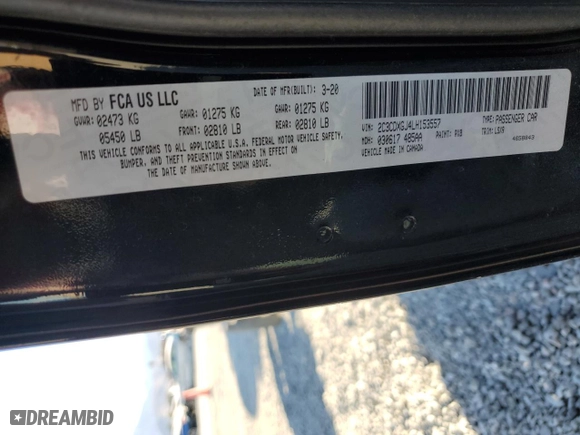 MFD BY FCA US LLC
DATE OF MFR(BUILT): 3-20
GVWR: 02473 KG GAWR: 01275 KG GAWR: 01275 KG
05450 LB FRONT: 02810 LB REAR: 02810 LB
THIS VEHICLE CONFORMS TO ALL APPLICABLE U.S.A. FEDERAL MOTOR VEHICLE SAFETY,
BUMPER, AND THEFT PREVENTION STANDARDS IN EFFECT ON
THE DATE OF MANUFACTURE SHOWN ABOVE.
VIN: 2C3CDXGJ4LH153557 TYPE: PASSENGER CAR
MDH: 030617 485AA PAINT: PX8 TRIM:
MADE IN CANADA
DREAMBID